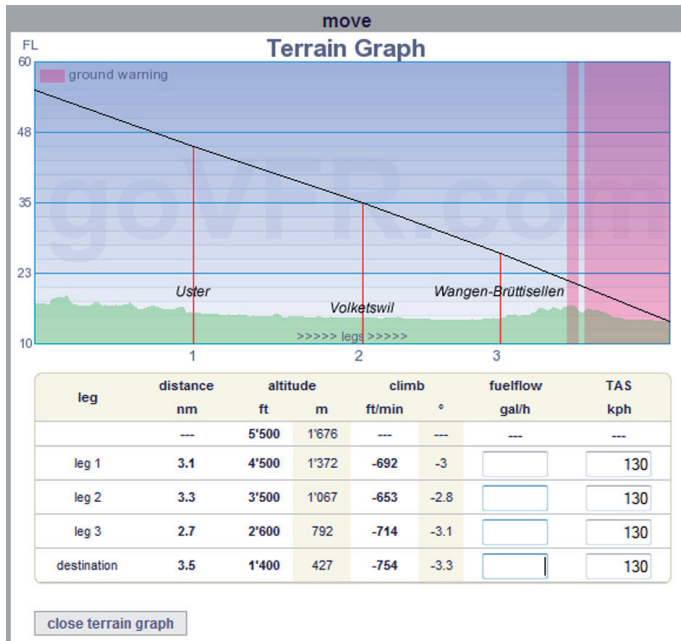 move
FL
Terrain Graph
60
ground warning
48
goVFR.com
35
23
Uster
Wangen-Brüttisellen
Volketswil
>>>>> legs >>>>>
10
1 2 3
leg distance altitude climb fuelflow TAS
nm ft m ft/min ° gal/h kph
--- 5'500 1'676 --- --- --- ---
leg 1 3.1 4'500 1'372 -692 -3 130
leg 2 3.3 3'500 1'067 -653 -2.8 130
leg 3 2.7 2'600 792 -714 -3.1 130
destination 3.5 1'400 427 -754 -3.3 130
close terrain graph